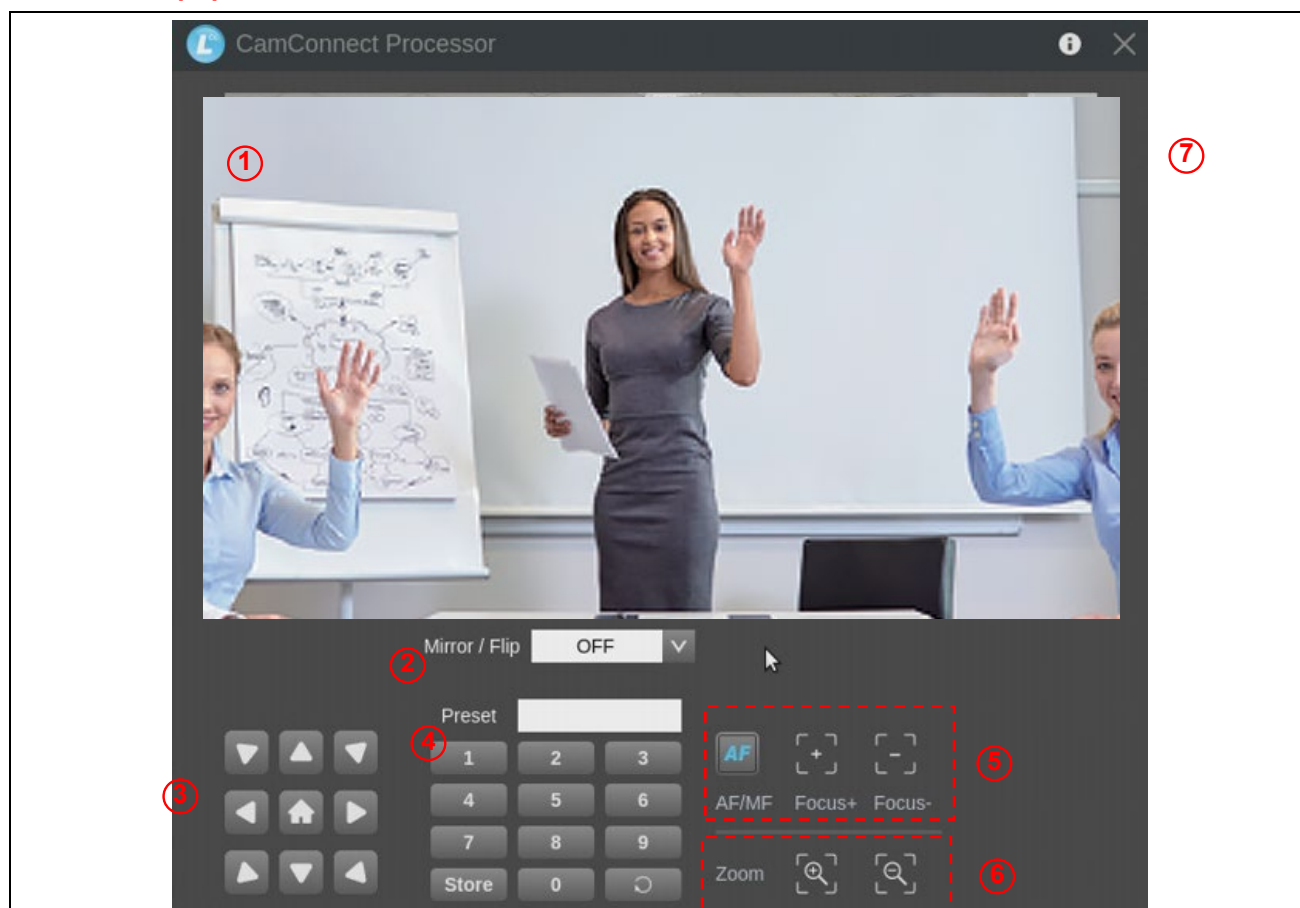 L
CamConnect Processor
①
⑦
Mirror / Flip OFF
②
Preset
④
1 2 3
AF
⑤
③
4 5 6
AF/MF Focus+ Focus-
7 8 9
Zoom
⑥
Store 0